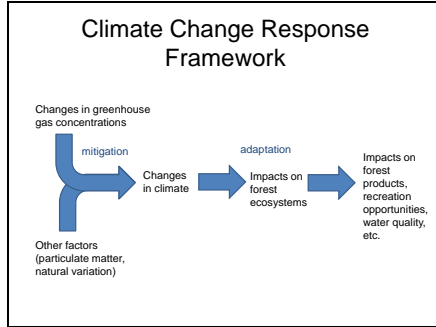 Climate Change Response
Framework
Changes in greenhouse
gas concentrations
mitigation
adaptation
Changes
in climate
Impacts on
forest
ecosystems
Impacts on
forest
products,
recreation
opportunities,
water quality,
etc.
Other factors
(particulate matter,
natural variation)